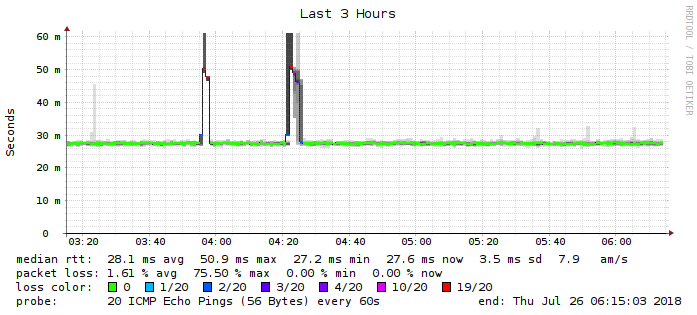 Last 3 Hours
RRDTOOL / TOBI OETIKER
60 m
50 m
40 m
30 m
20 m
10 m
0
Seconds
03:20 03:40 04:00 04:20 04:40 05:00 05:20 05:40 06:00
median rtt: 28.1 ms avg 50.9 ms max 27.2 ms min 27.6 ms now 3.5 ms sd 7.9 am/s
packet loss: 1.61 % avg 75.50 % max 0.00 % min 0.00 % now
loss color: 0 1/20 2/20 3/20 4/20 10/20 19/20
probe: 20 ICMP Echo Pings (56 Bytes) every 60s end: Thu Jul 26 06:15:03 2018